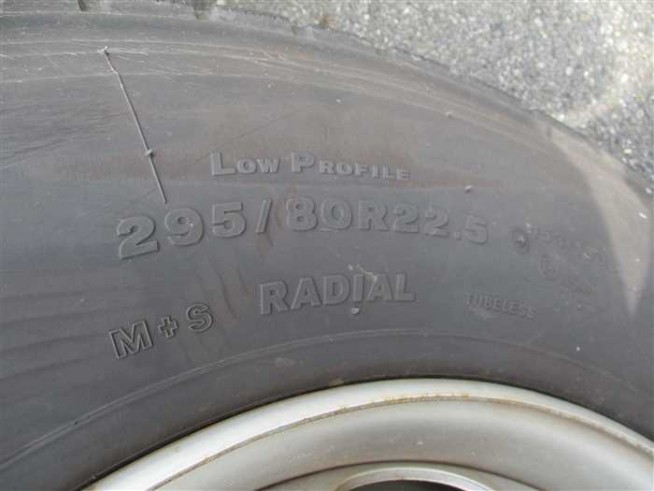 LOW PROFILE
295/80R22.5
M+S RADIAL TUBELESS